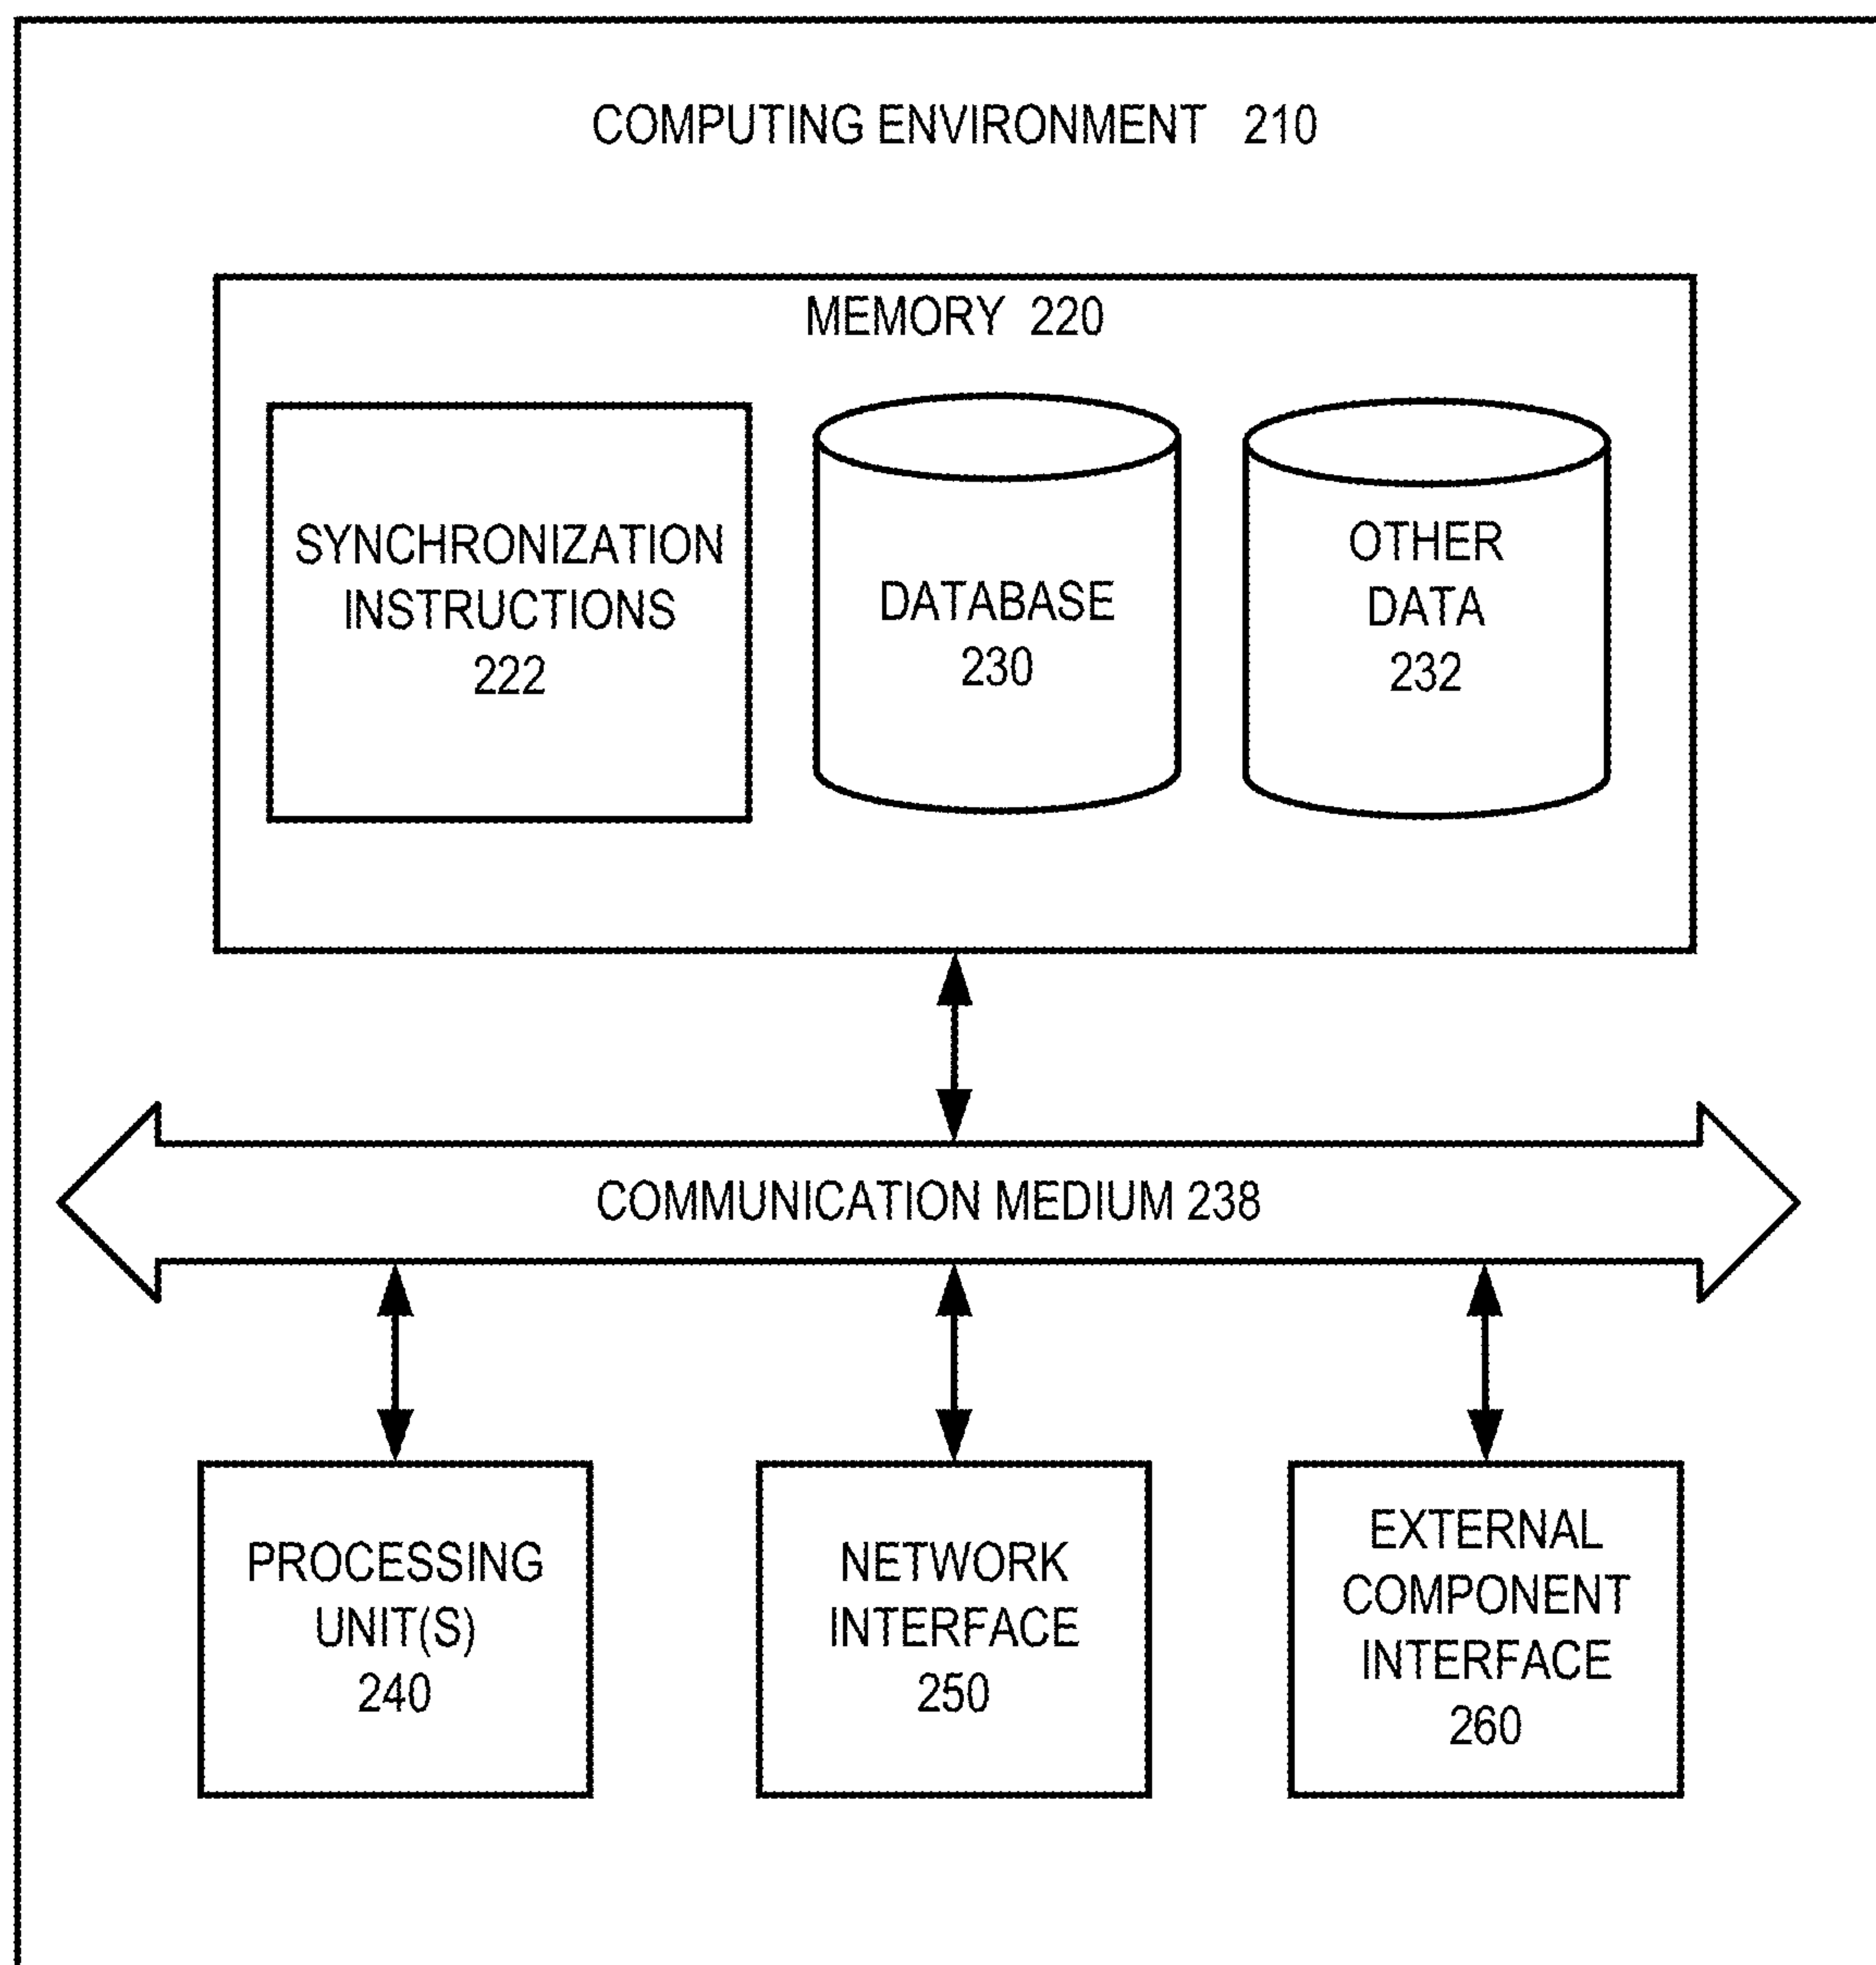 COMPUTING ENVIRONMENT 210
MEMORY 220
SYNCHRONIZATION
INSTRUCTIONS
222
DATABASE
230
OTHER
DATA
232
COMMUNICATION MEDIUM 238
PROCESSING
UNIT(S)
240
NETWORK
INTERFACE
250
EXTERNAL
COMPONENT
INTERFACE
260